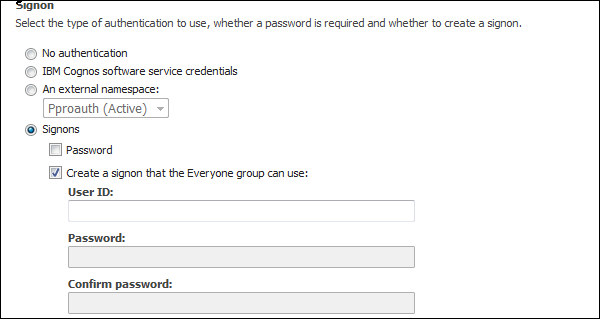 Signon
Select the type of authentication to use, whether a password is required and whether to create a signon.
No authentication
IBM Cognos software service credentials
An external namespace:
Pproauth (Active)
Signons
Password
Create a signon that the Everyone group can use:
User ID:
Password:
Confirm password: